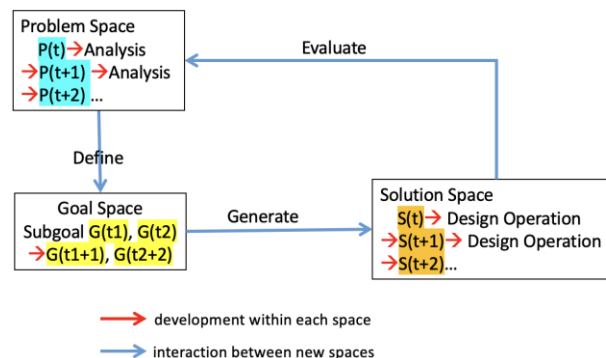 Problem Space
P(t)→Analysis
→P(t+1) →Analysis
→P(t+2) ...
Evaluate
Define
Goal Space
Subgoal G(t1), G(t2)
→G(t1+1), G(t2+2)
Generate
Solution Space
S(t)→ Design Operation
→S(t+1)→ Design Operation
→S(t+2)...
development within each space
interaction between new spaces